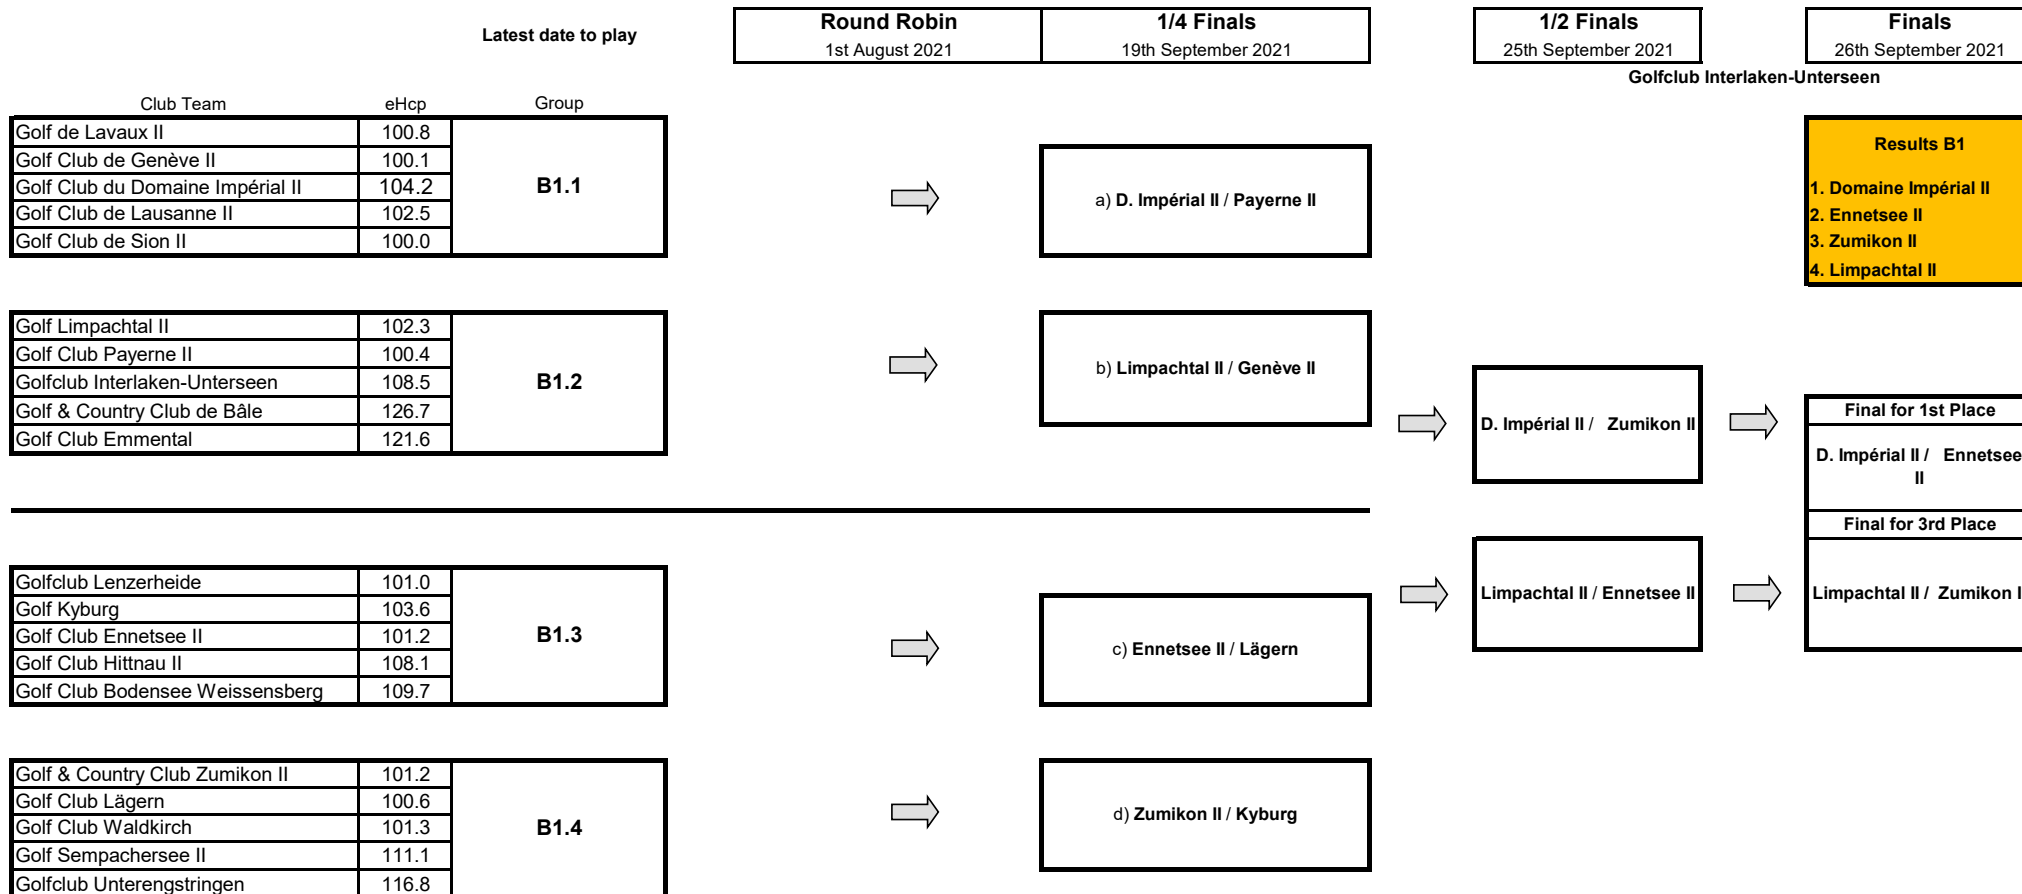 Latest date to play
Round Robin
1st August 2021
1/4 Finals
19th September 2021
1/2 Finals
25th September 2021
Finals
26th September 2021
Golfclub Interlaken-Unterseen
Club Team eHcp Group
Golf de Lavaux II 100.8
Golf Club de Genève II 100.1
Golf Club du Domaine Impérial II 104.2
Golf Club de Lausanne II 102.5
Golf Club de Sion II 100.0
B1.1
a) D. Impérial II / Payerne II
Results B1
1. Domaine Impérial II
2. Ennetsee II
3. Zumikon II
4. Limpachtal II
Golf Limpachtal II 102.3
Golf Club Payerne II 100.4
Golfclub Interlaken-Unterseen 108.5
Golf & Country Club de Bâle 126.7
Golf Club Emmental 121.6
B1.2
b) Limpachtal II / Genève II
D. Impérial II / Zumikon II
Final for 1st Place
D. Impérial II / Ennetsee
II
Final for 3rd Place
Golfclub Lenzerheide 101.0
Golf Kyburg 103.6
Golf Club Ennetsee II 101.2
Golf Club Hittnau II 108.1
Golf Club Bodensee Weissensberg 109.7
B1.3
c) Ennetsee II / Lägern
Limpachtal II / Ennetsee II
Limpachtal II / Zumikon I
Golf & Country Club Zumikon II 101.2
Golf Club Lägern 100.6
Golf Club Waldkirch 101.3
Golf Sempachersee II 111.1
Golfclub Unterengstringen 116.8
B1.4
d) Zumikon II / Kyburg